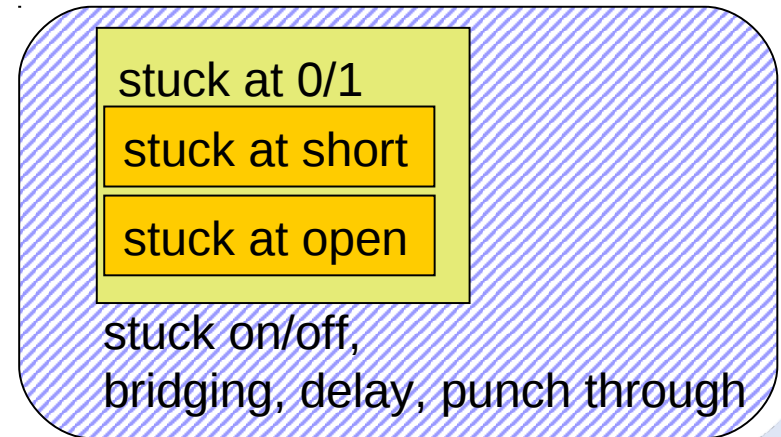 stuck at 0/1
stuck at short
stuck at open
stuck on/off,
bridging, delay, punch through